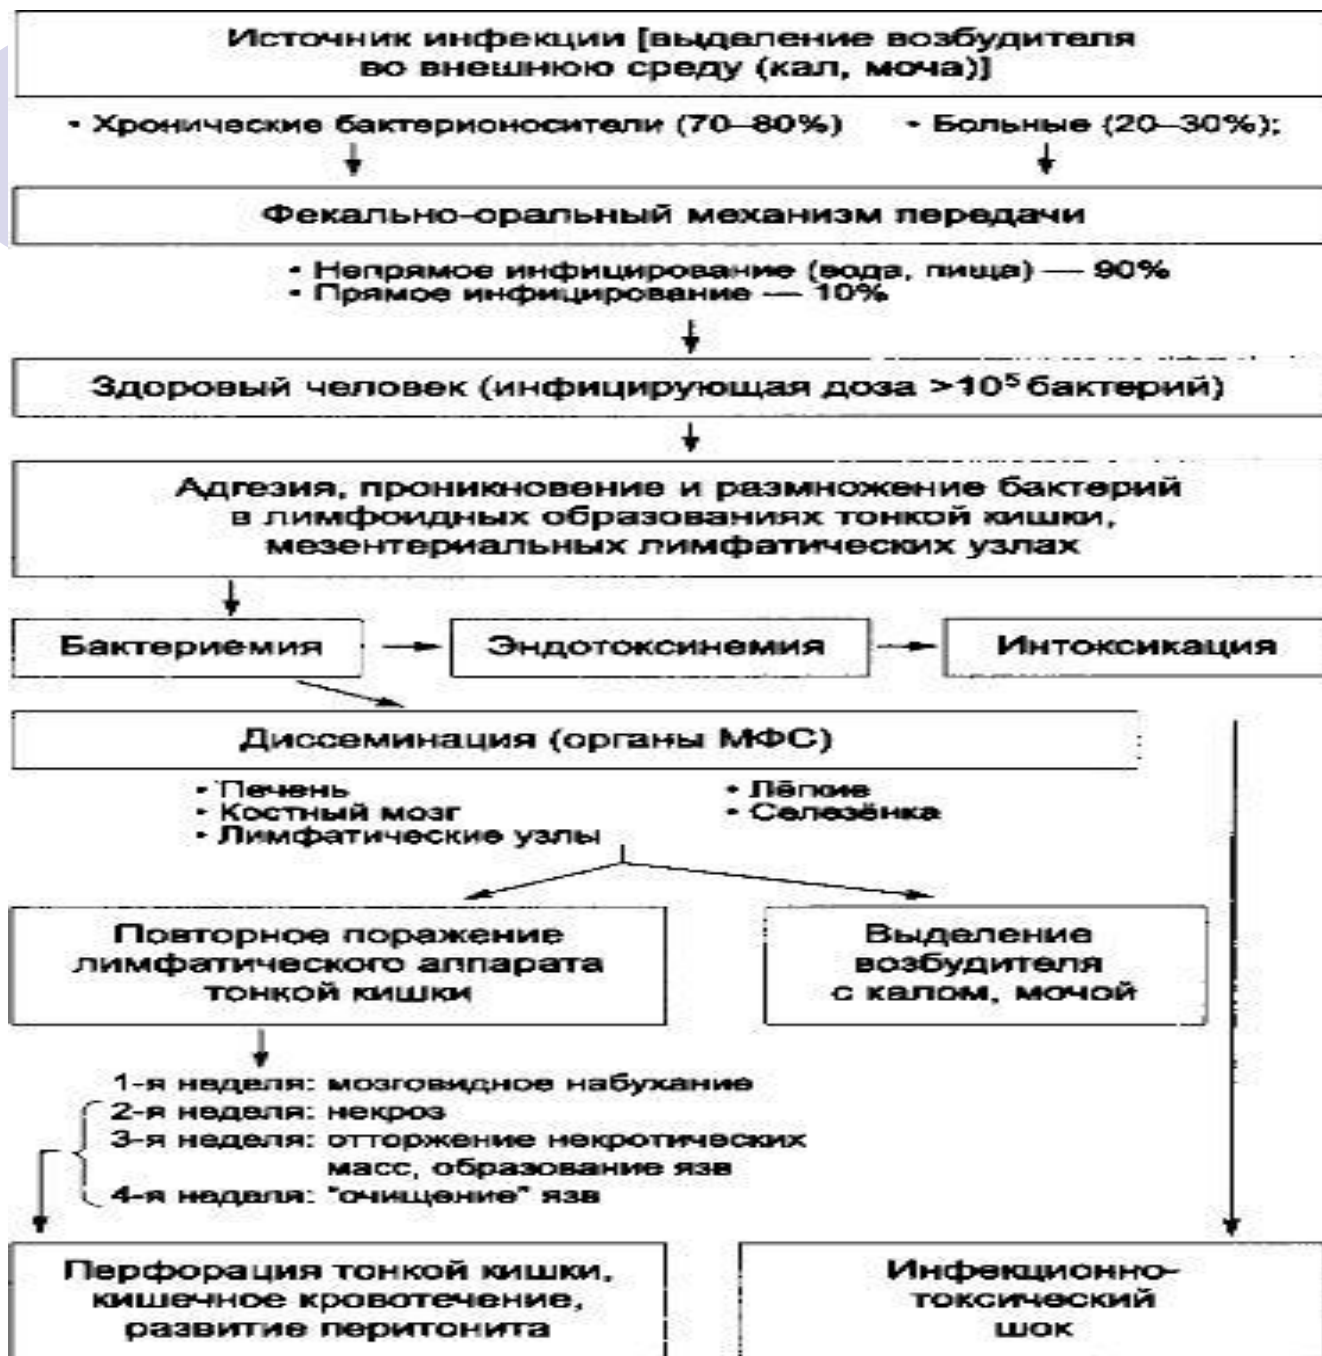 Источник инфекции [выделение возбудителя
во внешнюю среду (кал, моча)]
• Хронические бактерионосители (70–80%) • Больные (20–30%);
Фекально-оральный механизм передачи
• Непрямое инфицирование (вода, пища) — 90%
• Прямое инфицирование — 10%
Здоровый человек (инфицирующая доза >10⁵ бактерий)
Адгезия, проникновение и размножение бактерий
в лимфоидных образованиях тонкой кишки,
мезентериальных лимфатических узлах
Бактериемия
Эндотоксинемия
Интоксикация
Диссеминация (органы МФС)
• Печень
• Костный мозг
• Лимфатические узлы
• Лёгкие
• Селезёнка
Повторное поражение
лимфатического аппарата
тонкой кишки
Выделение
возбудителя
с калом, мочой
1-я неделя: мозговидное набухание
2-я неделя: некроз
3-я неделя: отторжение некротических
масс, образование язв
4-я неделя: "очищение" язв
Перфорация тонкой кишки,
кишечное кровотечение,
развитие перитонита
Инфекционно-
токсический
шок